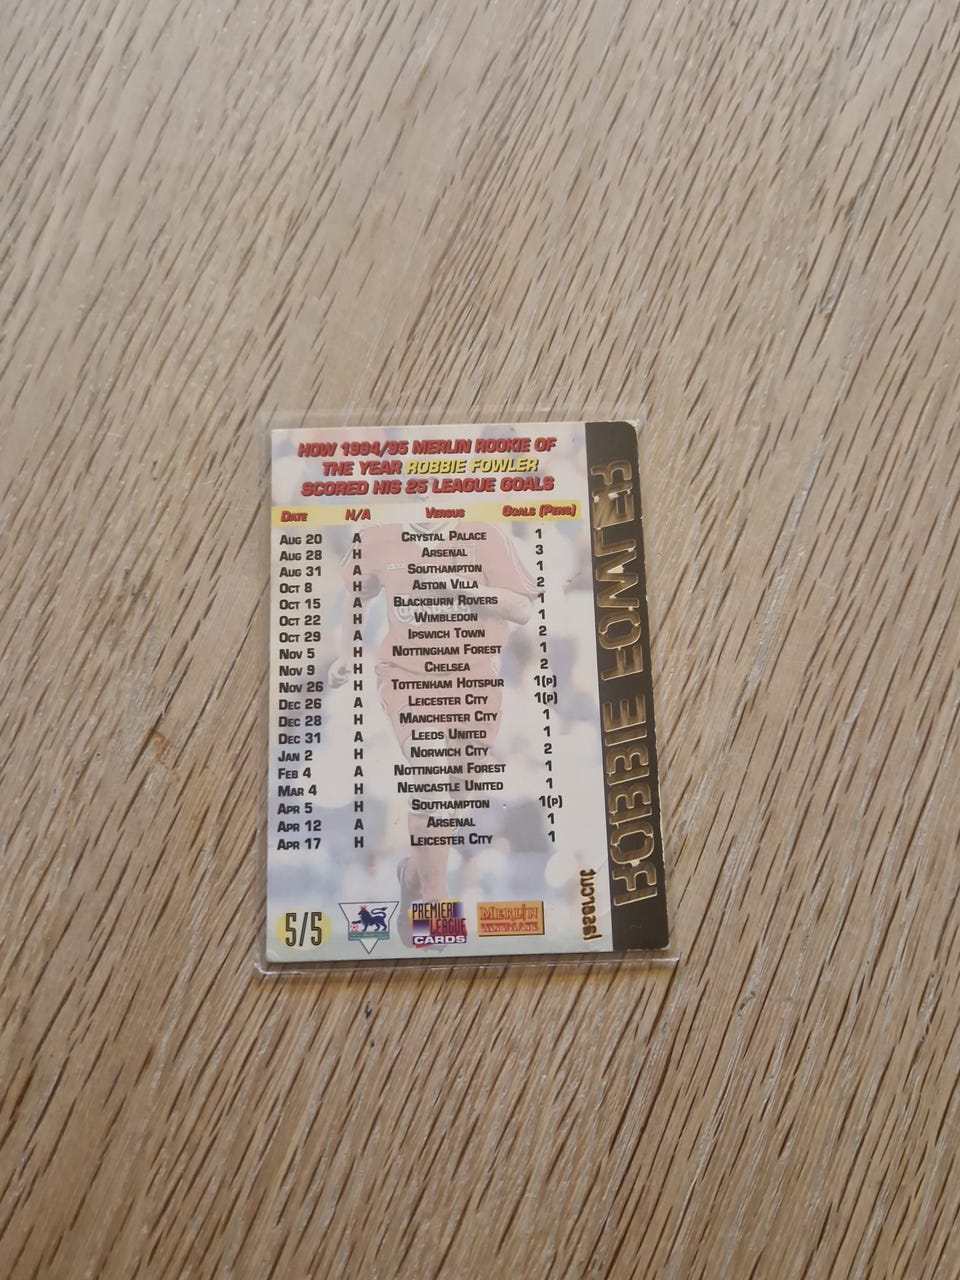 HOW 1994/95 MERLIN ROOKIE OF
THE YEAR ROBBIE FOWLER
SCORED HIS 25 LEAGUE GOALS
DATE H/A VERSUS GOALS (PENS)
AUG 20 A CRYSTAL PALACE 1
AUG 28 H ARSENAL 3
AUG 31 A SOUTHAMPTON 1
OCT 8 H ASTON VILLA 2
OCT 15 A BLACKBURN ROVERS 1
OCT 22 H WIMBLEDON 1
OCT 29 A IPSWICH TOWN 2
NOV 5 H NOTTINGHAM FOREST 1
NOV 9 H CHELSEA 2
NOV 26 H TOTTENHAM HOTSPUR 1(P)
DEC 26 A LEICESTER CITY 1(P)
DEC 28 H MANCHESTER CITY 1
DEC 31 A LEEDS UNITED 1
JAN 2 H NORWICH CITY 2
FEB 4 A NOTTINGHAM FOREST 1
MAR 4 H NEWCASTLE UNITED 1
APR 5 H SOUTHAMPTON 1(P)
APR 12 A ARSENAL 1
APR 17 H LEICESTER CITY 1
5/5
PREMIER
LEAGUE
CARDS
MERLIN
ULTIMATE
ROBBIE FOWLER
Carlsberg
adidas